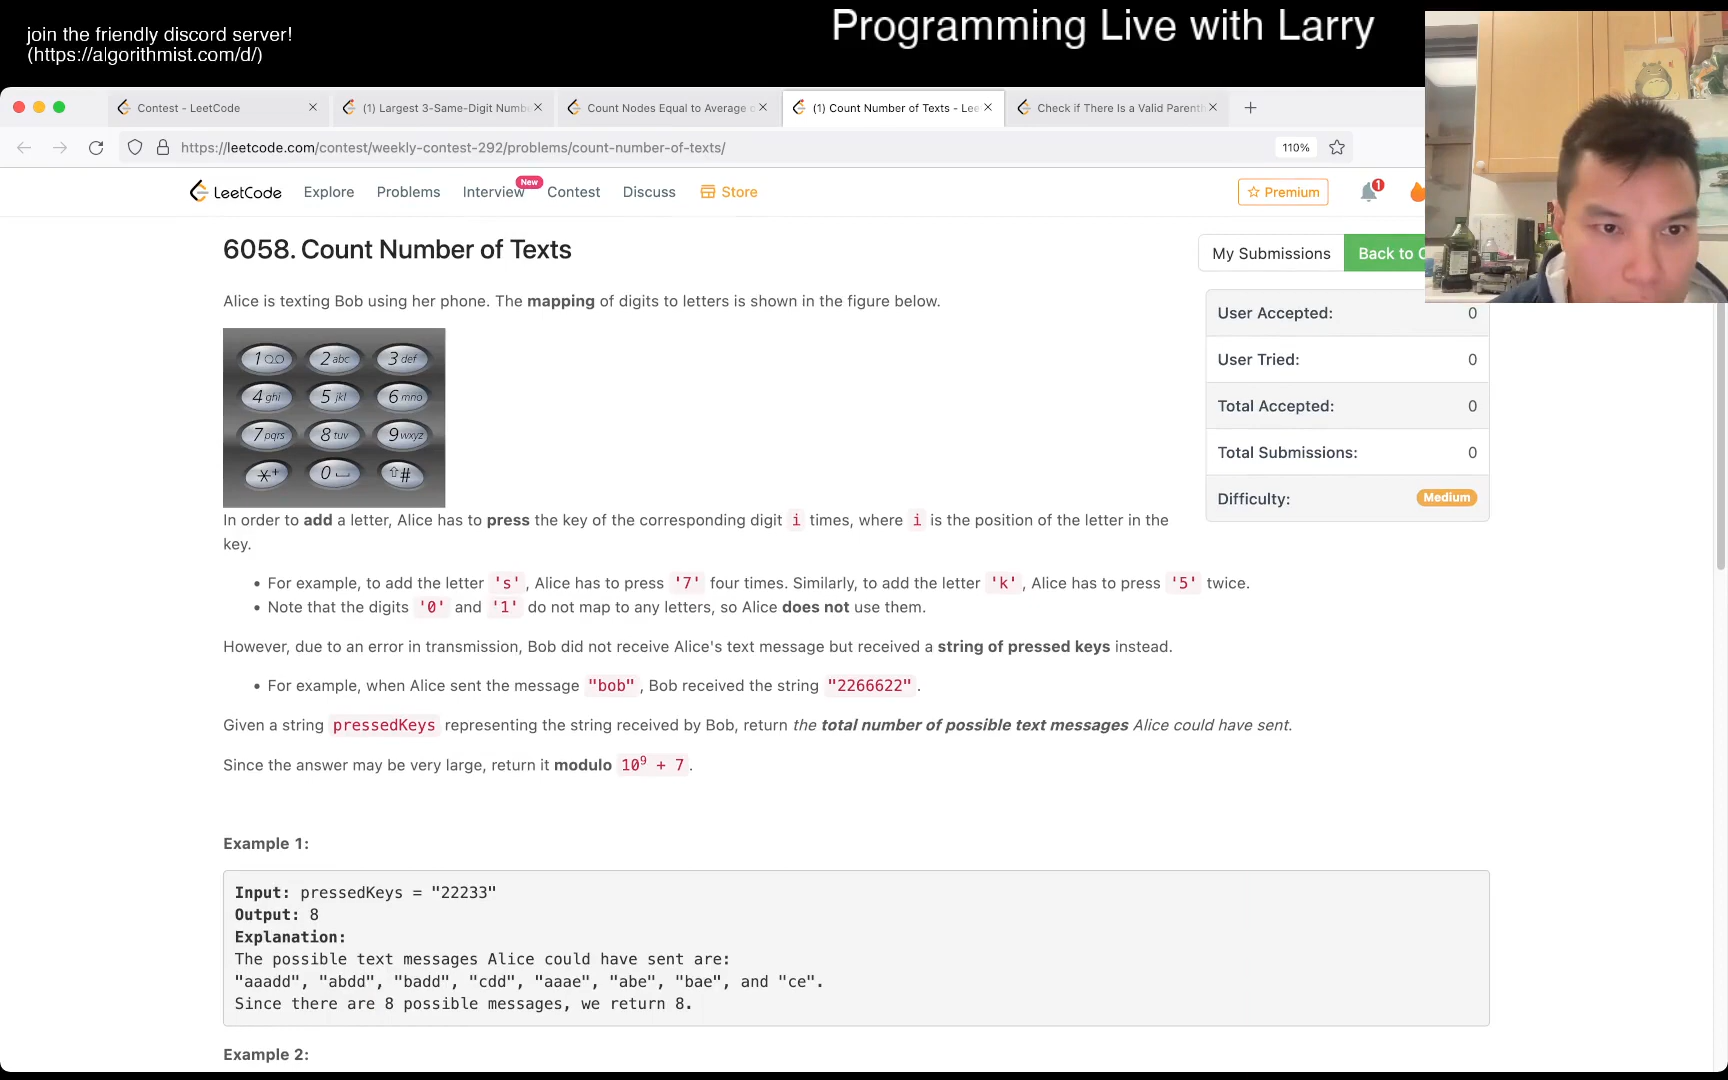 join the friendly discord server!
(https://algorithmist.com/d/)
Programming Live with Larry
Contest - LeetCode
(1) Largest 3-Same-Digit Numb
Count Nodes Equal to Average o
(1) Count Number of Texts - Lee
Check if There Is a Valid Parenth
https://leetcode.com/contest/weekly-contest-292/problems/count-number-of-texts/
110%
LeetCode
Explore
Problems
Interview
New
Contest
Discuss
Store
Premium
1
6058. Count Number of Texts
My Submissions
Back to C
Alice is texting Bob using her phone. The mapping of digits to letters is shown in the figure below.
User Accepted: 0
User Tried: 0
Total Accepted: 0
Total Submissions: 0
Difficulty: Medium
1 2 abc 3 def
4 ghi 5 jkl 6 mno
7 pqrs 8 tuv 9 wxyz
*+ 0 #
In order to add a letter, Alice has to press the key of the corresponding digit i times, where i is the position of the letter in the
key.
• For example, to add the letter 's', Alice has to press '7' four times. Similarly, to add the letter 'k', Alice has to press '5' twice.
• Note that the digits '0' and '1' do not map to any letters, so Alice does not use them.
However, due to an error in transmission, Bob did not receive Alice's text message but received a string of pressed keys instead.
• For example, when Alice sent the message "bob", Bob received the string "2266622".
Given a string pressedKeys representing the string received by Bob, return the total number of possible text messages Alice could have sent.
Since the answer may be very large, return it modulo 10⁹ + 7.
Example 1:
Input: pressedKeys = "22233"
Output: 8
Explanation:
The possible text messages Alice could have sent are:
"aaadd", "abdd", "badd", "cdd", "aaae", "abe", "bae", and "ce".
Since there are 8 possible messages, we return 8.
Example 2: